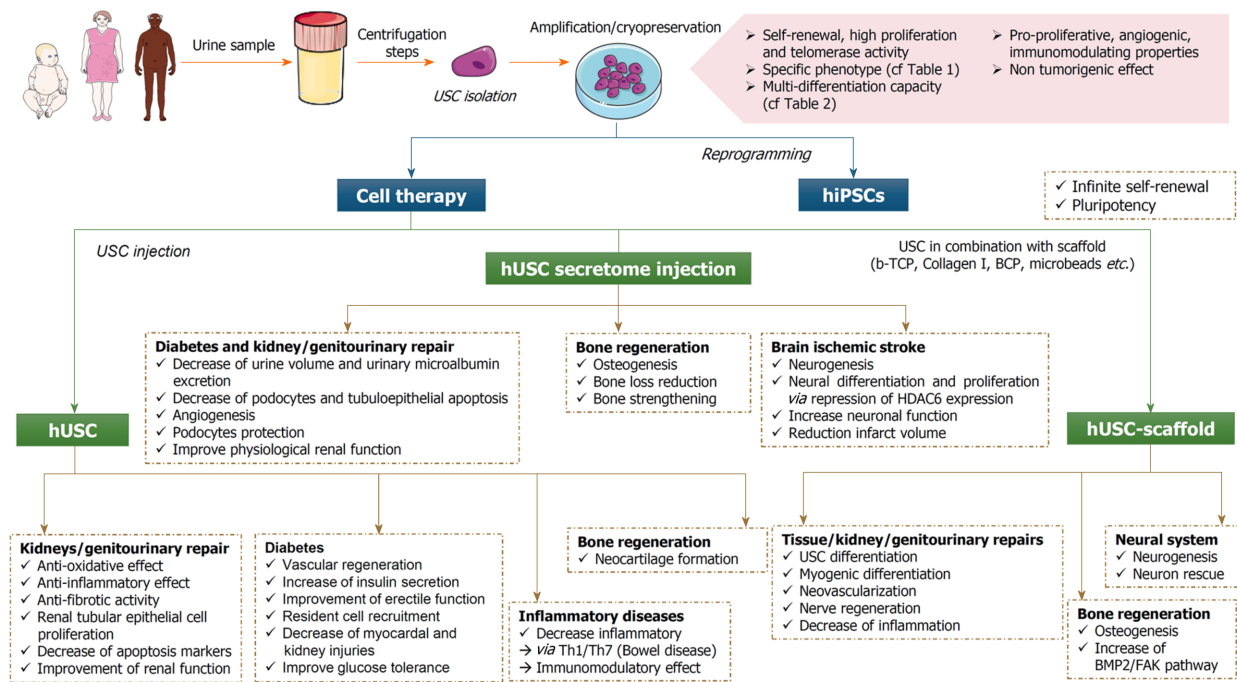 Urine sample
Centrifugation
steps
USC isolation
Amplification/cryopreservation
➢ Self-renewal, high proliferation
and telomerase activity
➢ Specific phenotype (cf Table 1)
➢ Multi-differentiation capacity
(cf Table 2)
➢ Pro-proliferative, angiogenic,
immunomodulating properties
➢ Non tumorigenic effect
Reprogramming
Cell therapy
hiPSCs
✓ Infinite self-renewal
✓ Pluripotency
USC injection
hUSC secretome injection
USC in combination with scaffold
(b-TCP, Collagen I, BCP, microbeads etc.)
Diabetes and kidney/genitourinary repair
✓ Decrease of urine volume and urinary microalbumin
excretion
✓ Decrease of podocytes and tubuloepithelial apoptosis
✓ Angiogenesis
✓ Podocytes protection
✓ Improve physiological renal function
Bone regeneration
✓ Osteogenesis
✓ Bone loss reduction
✓ Bone strengthening
Brain ischemic stroke
✓ Neurogenesis
✓ Neural differentiation and proliferation
via repression of HDAC6 expression
✓ Increase neuronal function
✓ Reduction infarct volume
hUSC
hUSC-scaffold
Kidneys/genitourinary repair
✓ Anti-oxidative effect
✓ Anti-inflammatory effect
✓ Anti-fibrotic activity
✓ Renal tubular epithelial cell
proliferation
✓ Decrease of apoptosis markers
✓ Improvement of renal function
Diabetes
✓ Vascular regeneration
✓ Increase of insulin secretion
✓ Improvement of erectile function
✓ Resident cell recruitment
✓ Decrease of myocardal and
kidney injuries
✓ Improve glucose tolerance
Inflammatory diseases
✓ Decrease inflammatory
→ via Th1/Th7 (Bowel disease)
→ Immunomodulatory effect
Bone regeneration
✓ Neocartilage formation
Tissue/kidney/genitourinary repairs
✓ USC differentiation
✓ Myogenic differentiation
✓ Neovascularization
✓ Nerve regeneration
✓ Decrease of inflammation
Bone regeneration
✓ Osteogenesis
✓ Increase of
BMP2/FAK pathway
Neural system
✓ Neurogenesis
✓ Neuron rescue